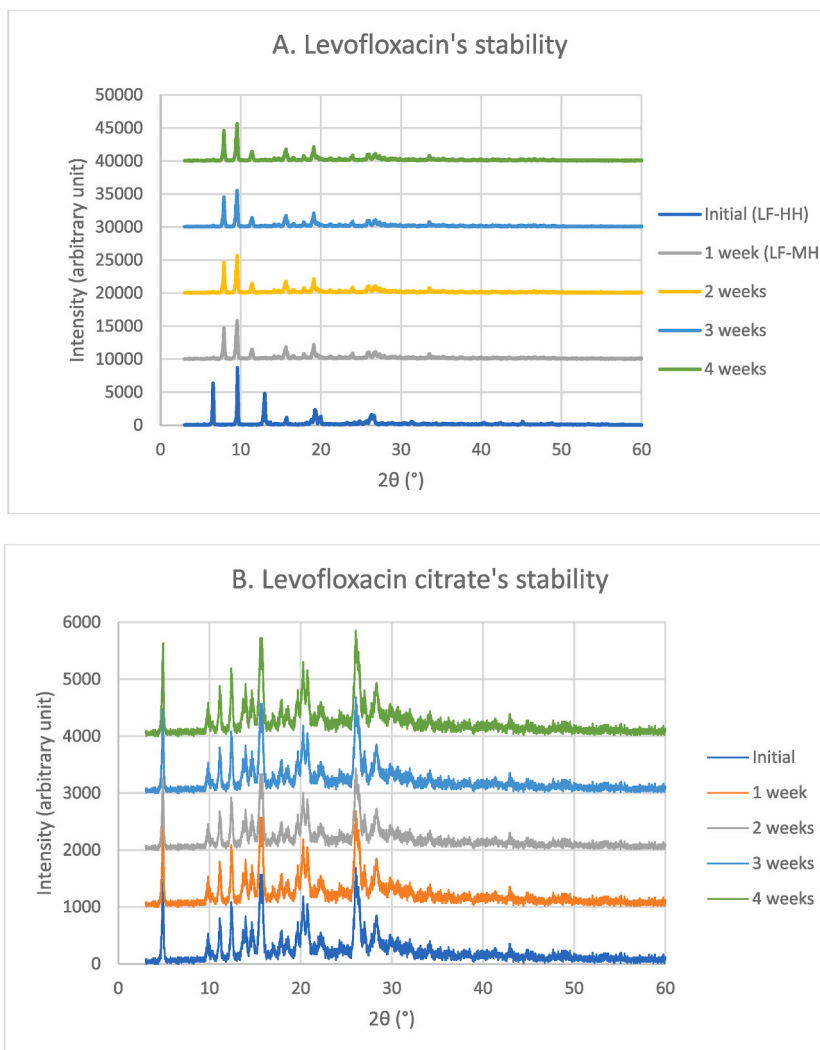 A. Levofloxacin's stability
50000
45000
40000
35000
30000
25000
20000
15000
10000
5000
0
0 10 20 30 40 50 60
Intensity (arbitrary unit)
2θ (°)
Initial (LF-HH)
1 week (LF-MH
2 weeks
3 weeks
4 weeks
B. Levofloxacin citrate's stability
6000
5000
4000
3000
2000
1000
0
0 10 20 30 40 50 60
Intensity (arbitrary unit)
2θ (°)
Initial
1 week
2 weeks
3 weeks
4 weeks